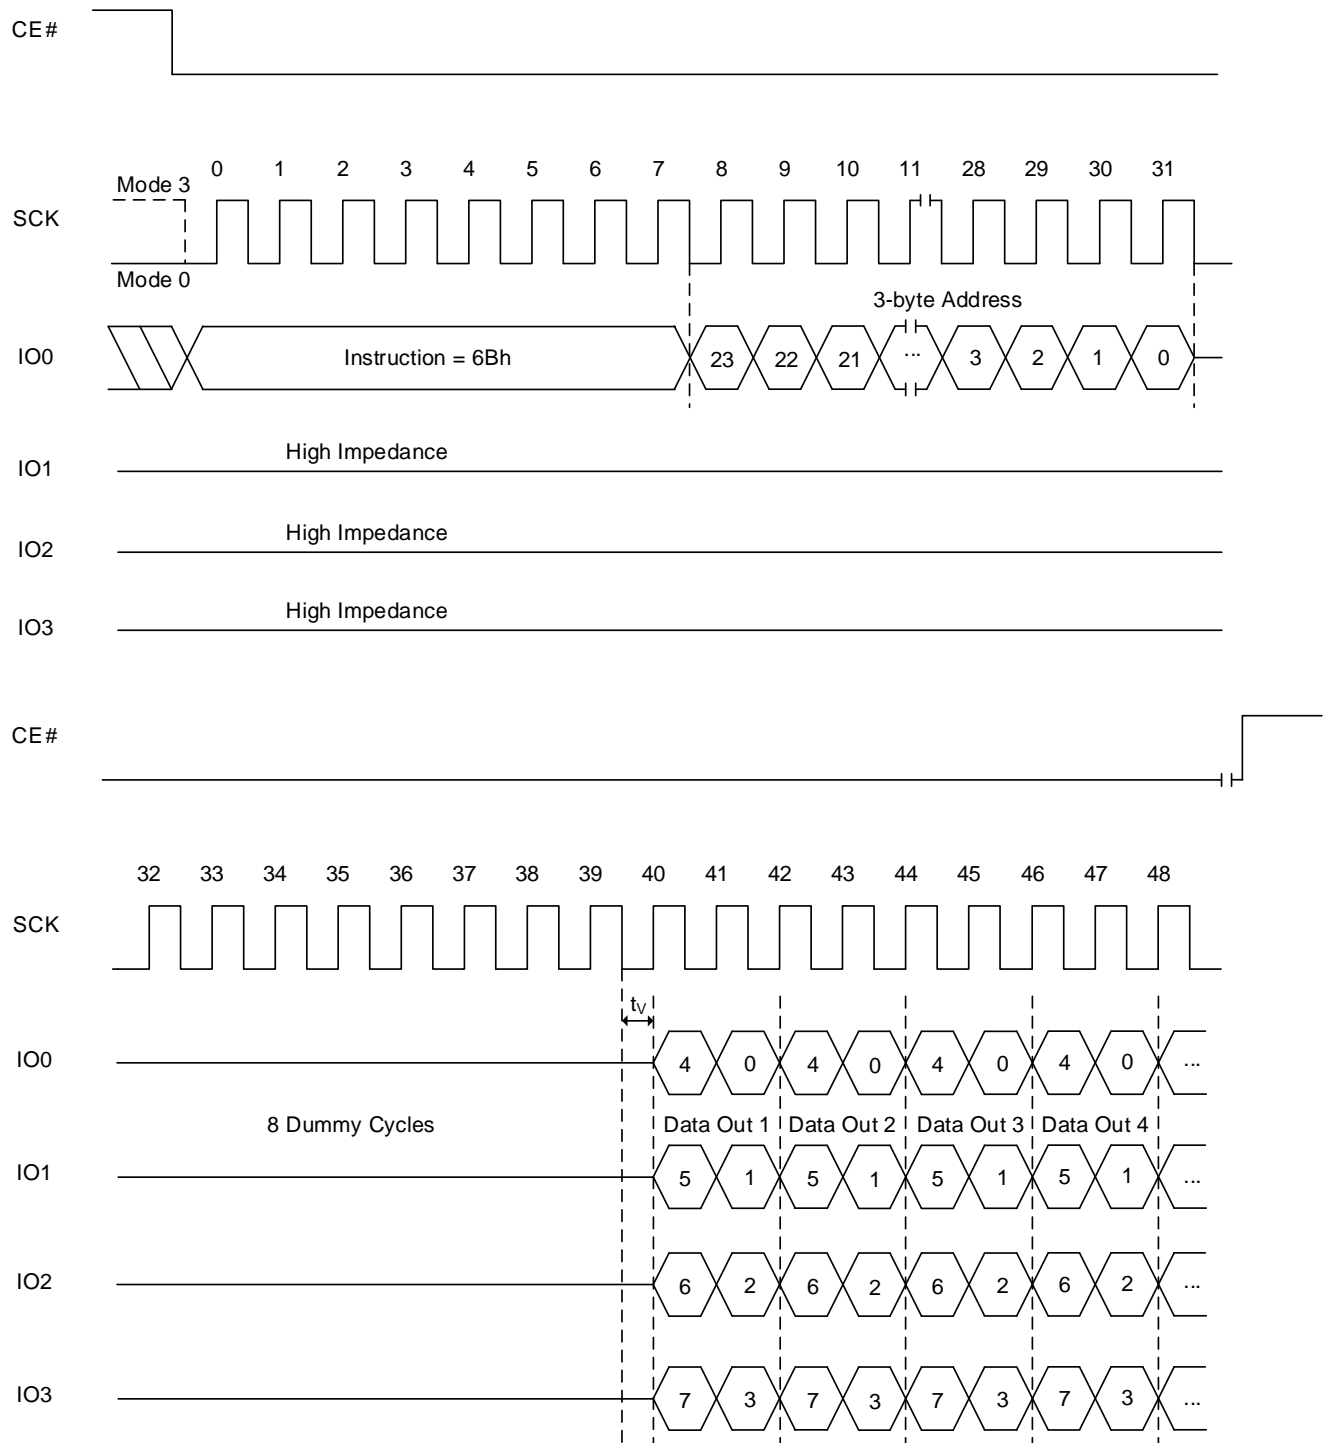 CE#
0 1 2 3 4 5 6 7 8 9 10 11 28 29 30 31
Mode 3
SCK
Mode 0
3-byte Address
IO0 Instruction = 6Bh 23 22 21 ... 3 2 1 0
High Impedance
IO1
High Impedance
IO2
High Impedance
IO3
CE#
32 33 34 35 36 37 38 39 40 41 42 43 44 45 46 47 48
SCK
tV
IO0 4 0 4 0 4 0 4 0 ...
8 Dummy Cycles Data Out 1 Data Out 2 Data Out 3 Data Out 4
IO1 5 1 5 1 5 1 5 1 ...
IO2 6 2 6 2 6 2 6 2 ...
IO3 7 3 7 3 7 3 7 3 ...